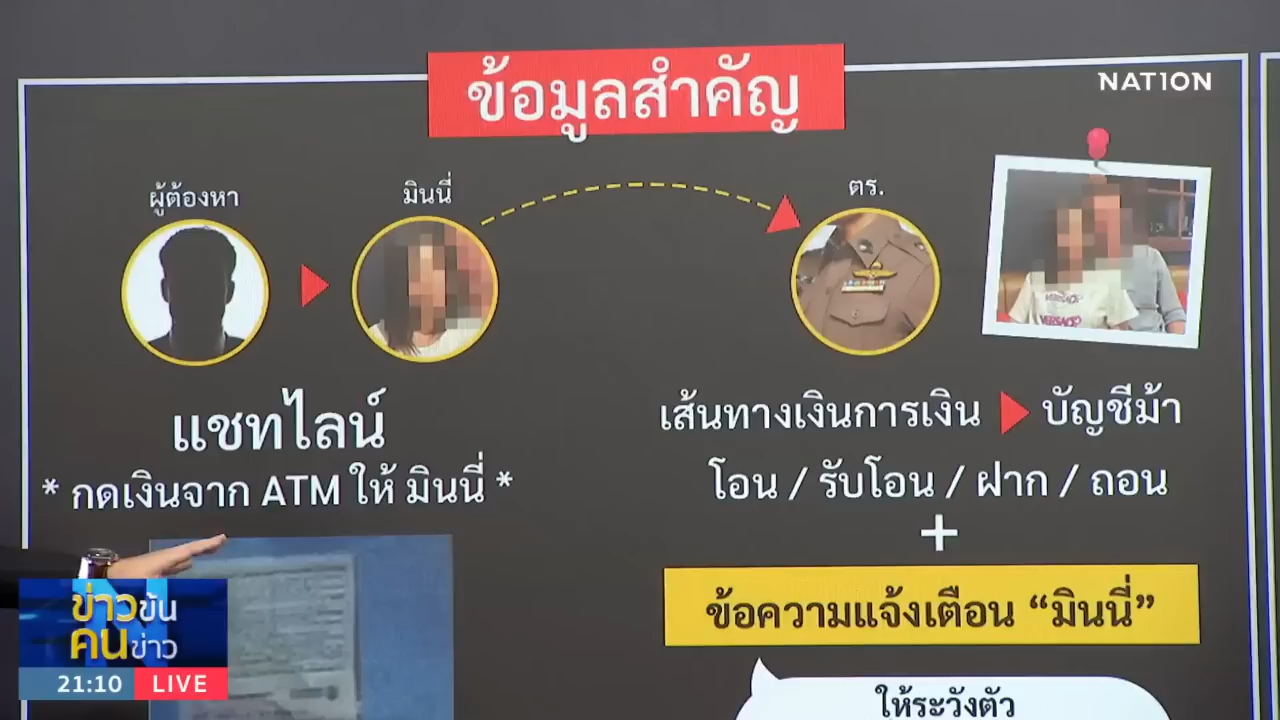 ข้อมูลสำคัญ
NATION
ผู้ต้องหา
มินนี่
ตร.
VERSACE
แชทไลน์
* กดเงินจาก ATM ให้ มินนี่ *
เส้นทางเงินการเงิน
บัญชีม้า
โอน / รับโอน / ฝาก / ถอน
+
ข้อความแจ้งเตือน “มินนี่”
ให้ระวังตัว
ข่าวข้น
คนข่าว
21:10 LIVE